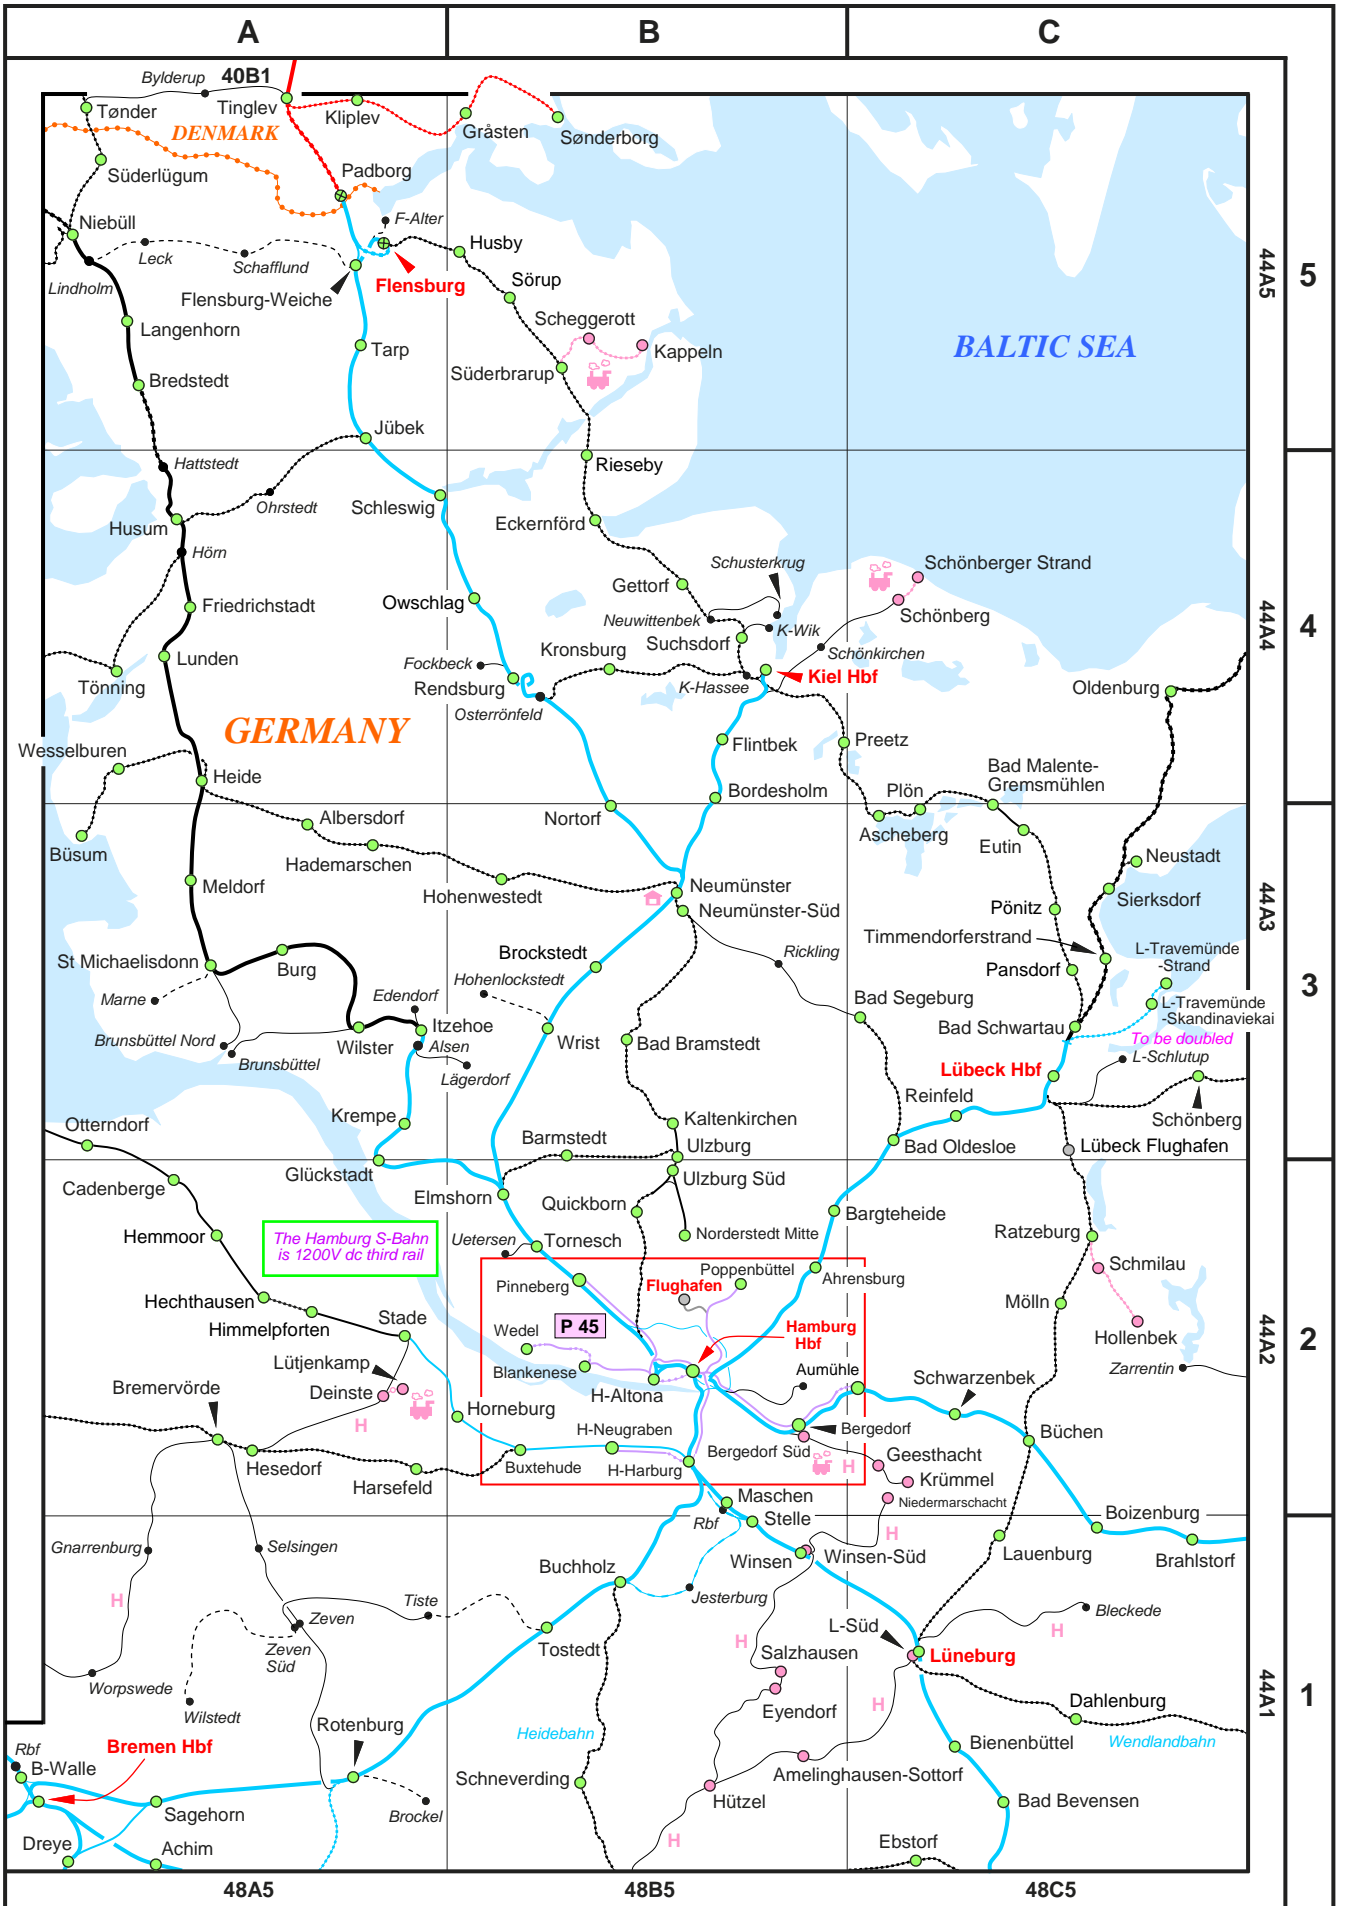 A
B
C
Bylderup
40B1
Tønder
Tinglev
Kliplev
Gråsten
Sønderborg
DENMARK
Süderlügum
Padborg
Niebüll
F-Alter
Husby
Leck
Schafflund
Lindholm
Flensburg-Weiche
Flensburg
Sörup
44A5
5
Langenhorn
Scheggerott
Tarp
Kappeln
BALTIC SEA
Bredstedt
Süderbrarup
Jübek
Hattstedt
Rieseby
Ohrstedt
Schleswig
Husum
Eckernförd
Hörn
Schusterkrug
Schönberger Strand
Gettorf
Friedrichstadt
Owschlag
Schönberg
44A4
4
Neuwittenbek
K-Wik
Suchsdorf
Lunden
Kronsburg
Schönkirchen
Fockbeck
Tönning
Rendsburg
K-Hassee
Kiel Hbf
Oldenburg
Osterrönfeld
GERMANY
Wesselburen
Flintbek
Preetz
Heide
Bad Malente-
Gremsmühlen
Bordesholm
Plön
Albersdorf
Nortorf
Ascheberg
Büsum
Eutin
Hademarschen
Neustadt
Meldorf
Hohenwestedt
Neumünster
Sierksdorf
44A3
Neumünster-Süd
Pönitz
Timmendorferstrand
St Michaelisdonn
Burg
Brockstedt
Rickling
L-Travemünde
-Strand
Pansdorf
Marne
Hohenlockstedt
3
Edendorf
Bad Segeburg
L-Travemünde
-Skandinaviekai
Itzehoe
Bad Schwartau
Brunsbüttel Nord
Wilster
Alsen
Wrist
Bad Bramstedt
To be doubled
Brunsbüttel
L-Schlutup
Lägerdorf
Lübeck Hbf
Reinfeld
Krempe
Kaltenkirchen
Schönberg
Otterndorf
Barmstedt
Ulzburg
Bad Oldesloe
Lübeck Flughafen
Glückstadt
Ulzburg Süd
Cadenberge
Elmshorn
Quickborn
Bargteheide
Hemmoor
The Hamburg S-Bahn
is 1200V dc third rail
Uetersen
Tornesch
Norderstedt Mitte
Ratzeburg
Schmilau
Pinneberg
Flughafen
Poppenbüttel
Ahrensburg
Hechthausen
Mölln
Himmelpforten
Stade
Wedel
P 45
Hamburg
Hbf
Hollenbek
44A2
2
Lütjenkamp
Blankenese
Aumühle
Zarrentin
Bremervörde
Deinste
H-Altona
Schwarzenbek
Horneburg
H
H-Neugraben
Bergedorf
Büchen
Hesedorf
Bergedorf Süd
Geesthacht
Harsefeld
Buxtehude
H-Harburg
H
Krümmel
Maschen
Niedermarschacht
Rbf
Stelle
Boizenburg
H
Gnarrenburg
Selsingen
Winsen
Winsen-Süd
Lauenburg
Brahlstorf
Buchholz
H
Tiste
Jesterburg
Bleckede
Zeven
L-Süd
H
Zeven
Süd
Tostedt
H
Salzhausen
Lüneburg
Worpswede
44A1
1
Eyendorf
Dahlenburg
Wilstedt
H
Rotenburg
Heidebahn
Wendlandbahn
Bremen Hbf
Bienenbüttel
Rbf
B-Walle
Schneverding
Amelinghausen-Sottorf
Hützel
Bad Bevensen
Sagehorn
Brockel
H
Dreye
Achim
Ebstorf
48A5
48B5
48C5